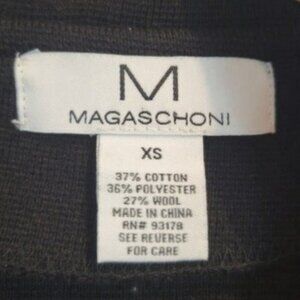 M
MAGASCHONI
XS
37% COTTON
36% POLYESTER
27% WOOL
MADE IN CHINA
RN# 93178
SEE REVERSE
FOR CARE